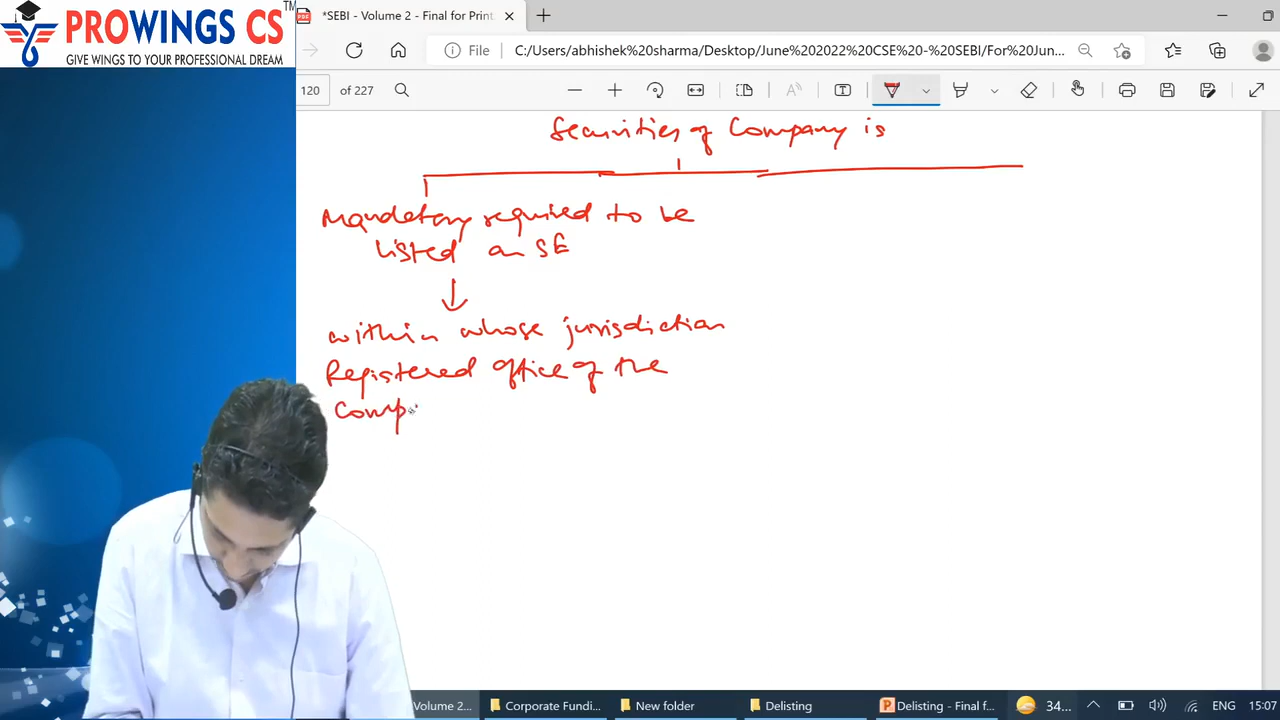 PROWINGS CS™
GIVE WINGS TO YOUR PROFESSIONAL DREAM
*SEBI - Volume 2 - Final for Print
File
C:/Users/abhishek%20sharma/Desktop/June%202022%20CSE%20-%20SEBI/For%20Jun...
120 of 227
Securities of Company is
Mandatory required to be
listed on SE
within whose jurisdiction
Registered office of the
Comp
Volume 2...
Corporate Fundi...
New folder
Delisting
Delisting - Final f...
34...
ENG
15:07